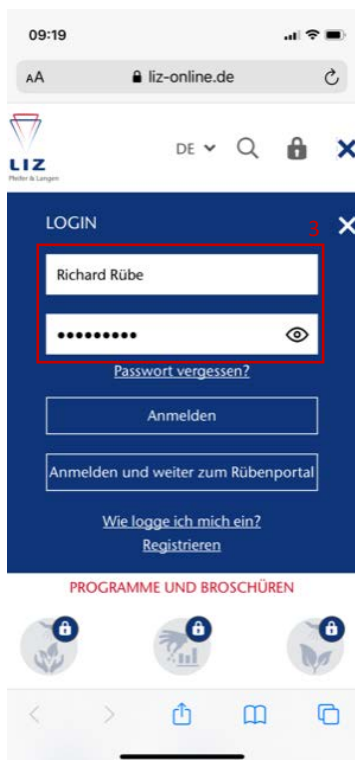 09:19
AA liz-online.de
DE
LIZ
Pfeifer & Langen
LOGIN
3
Richard Rübe
•••••••••
Passwort vergessen?
Anmelden
Anmelden und weiter zum Rübenportal
Wie logge ich mich ein?
Registrieren
PROGRAMME UND BROSCHÜREN